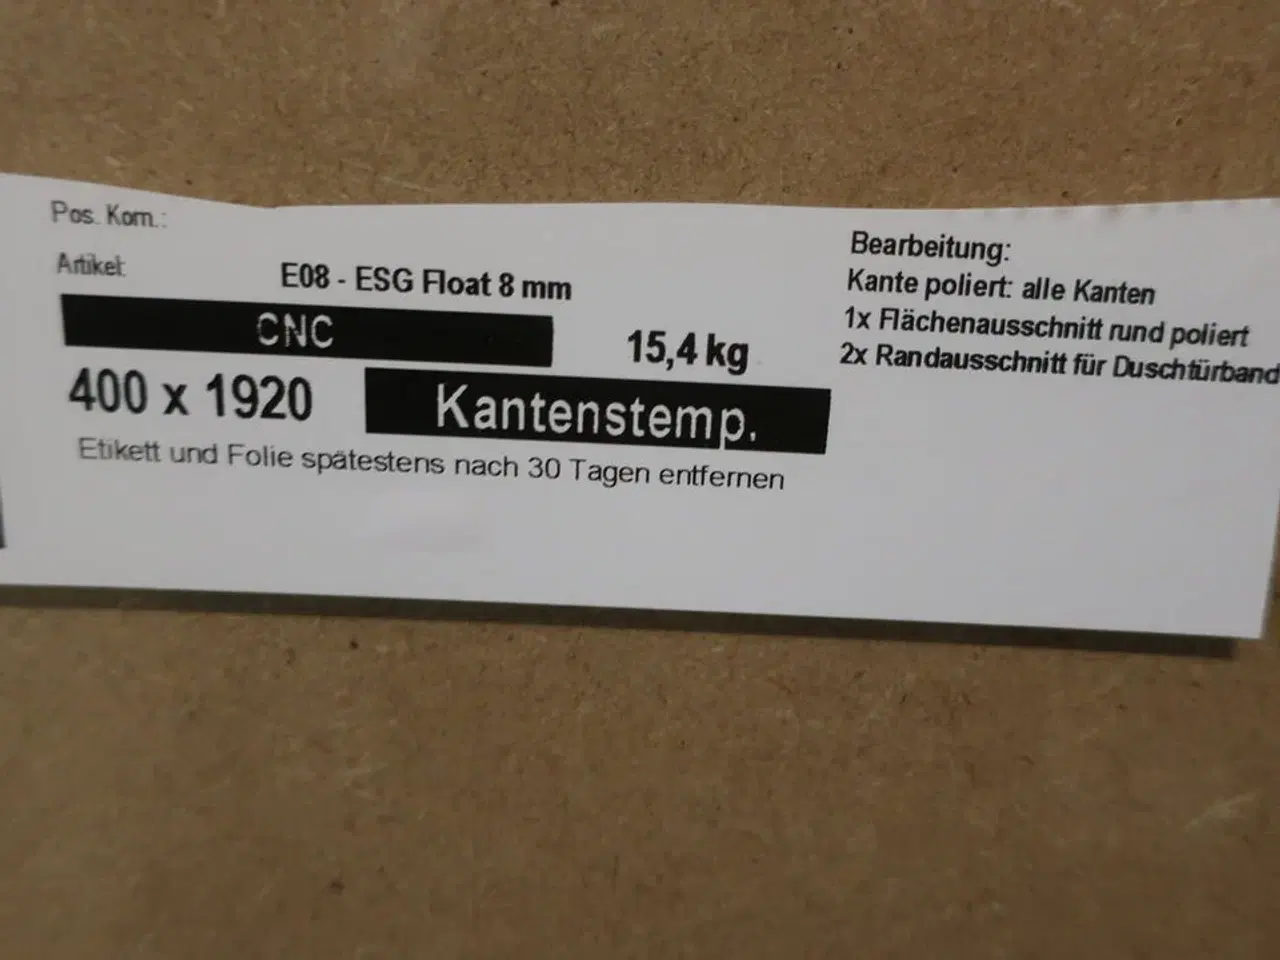 Pos. Kom.:
Artikel:
E08 - ESG Float 8 mm
CNC
15,4 kg
400 x 1920
Kantenstemp.
Etikett und Folie spätestens nach 30 Tagen entfernen
Bearbeitung:
Kante poliert: alle Kanten
1x Flächenausschnitt rund poliert
2x Randausschnitt für Duschtürband